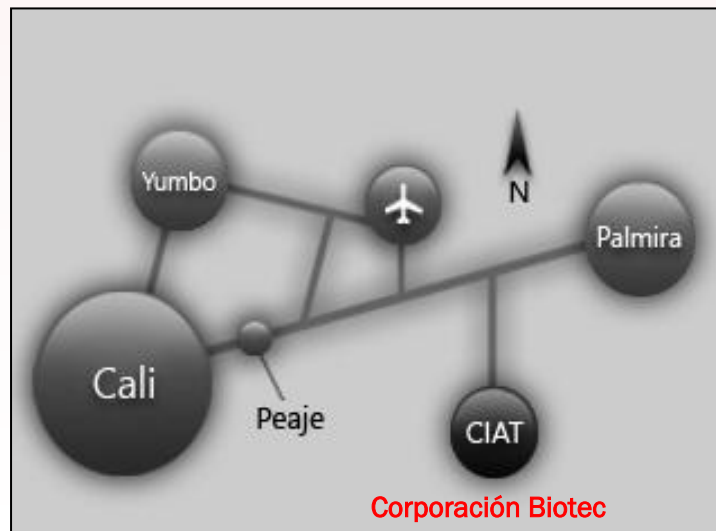 Yumbo
N
Palmira
Cali
Peaje
CIAT
Corporación Biotec